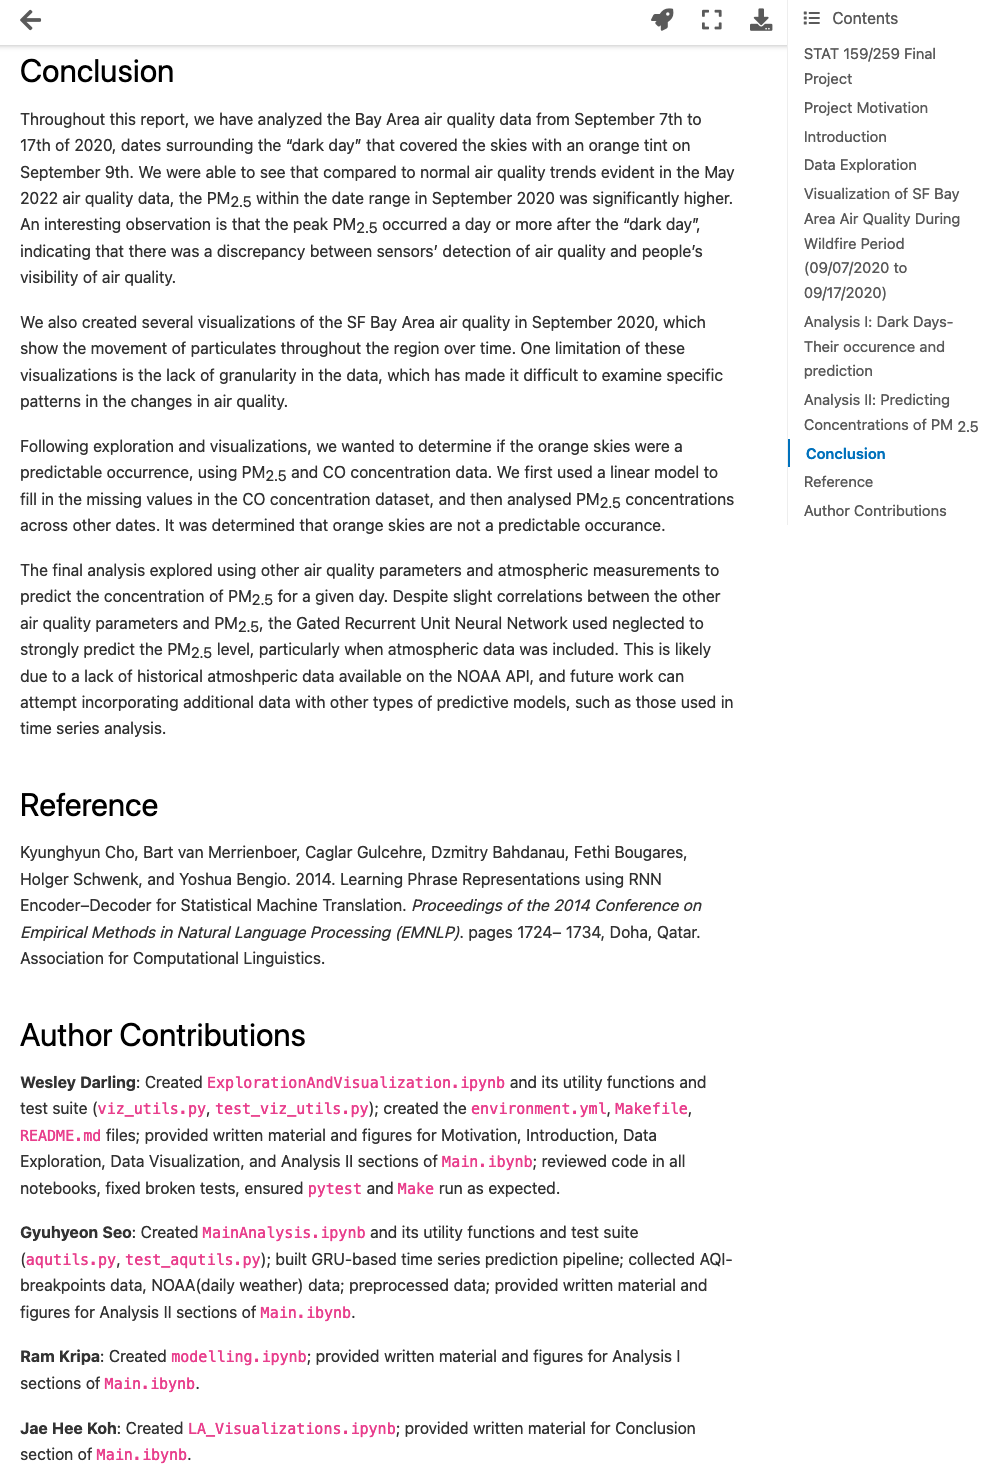 Conclusion
Throughout this report, we have analyzed the Bay Area air quality data from September 7th to
17th of 2020, dates surrounding the “dark day” that covered the skies with an orange tint on
September 9th. We were able to see that compared to normal air quality trends evident in the May
2022 air quality data, the PM2.5 within the date range in September 2020 was significantly higher.
An interesting observation is that the peak PM2.5 occurred a day or more after the “dark day”,
indicating that there was a discrepancy between sensors’ detection of air quality and people’s
visibility of air quality.
We also created several visualizations of the SF Bay Area air quality in September 2020, which
show the movement of particulates throughout the region over time. One limitation of these
visualizations is the lack of granularity in the data, which has made it difficult to examine specific
patterns in the changes in air quality.
Following exploration and visualizations, we wanted to determine if the orange skies were a
predictable occurrence, using PM2.5 and CO concentration data. We first used a linear model to
fill in the missing values in the CO concentration dataset, and then analysed PM2.5 concentrations
across other dates. It was determined that orange skies are not a predictable occurance.
The final analysis explored using other air quality parameters and atmospheric measurements to
predict the concentration of PM2.5 for a given day. Despite slight correlations between the other
air quality parameters and PM2.5, the Gated Recurrent Unit Neural Network used neglected to
strongly predict the PM2.5 level, particularly when atmospheric data was included. This is likely
due to a lack of historical atmoshperic data available on the NOAA API, and future work can
attempt incorporating additional data with other types of predictive models, such as those used in
time series analysis.
Reference
Kyunghyun Cho, Bart van Merrienboer, Caglar Gulcehre, Dzmitry Bahdanau, Fethi Bougares,
Holger Schwenk, and Yoshua Bengio. 2014. Learning Phrase Representations using RNN
Encoder–Decoder for Statistical Machine Translation. Proceedings of the 2014 Conference on
Empirical Methods in Natural Language Processing (EMNLP). pages 1724– 1734, Doha, Qatar.
Association for Computational Linguistics.
Author Contributions
Wesley Darling: Created ExplorationAndVisualization.ipynb and its utility functions and
test suite (viz_utils.py, test_viz_utils.py); created the environment.yml, Makefile,
README.md files; provided written material and figures for Motivation, Introduction, Data
Exploration, Data Visualization, and Analysis II sections of Main.ibynb; reviewed code in all
notebooks, fixed broken tests, ensured pytest and Make run as expected.
Gyuhyeon Seo: Created MainAnalysis.ipynb and its utility functions and test suite
(aqutils.py, test_aqutils.py); built GRU-based time series prediction pipeline; collected AQI-
breakpoints data, NOAA(daily weather) data; preprocessed data; provided written material and
figures for Analysis II sections of Main.ibynb.
Ram Kripa: Created modelling.ipynb; provided written material and figures for Analysis I
sections of Main.ibynb.
Jae Hee Koh: Created LA_Visualizations.ipynb; provided written material for Conclusion
section of Main.ibynb.
Contents
STAT 159/259 Final
Project
Project Motivation
Introduction
Data Exploration
Visualization of SF Bay
Area Air Quality During
Wildfire Period
(09/07/2020 to
09/17/2020)
Analysis I: Dark Days-
Their occurence and
prediction
Analysis II: Predicting
Concentrations of PM 2.5
Conclusion
Reference
Author Contributions